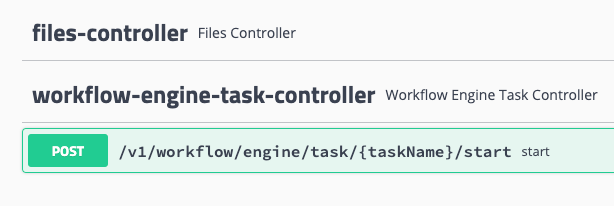 files-controller Files Controller
workflow-engine-task-controller Workflow Engine Task Controller
POST /v1/workflow/engine/task/{taskName}/start start